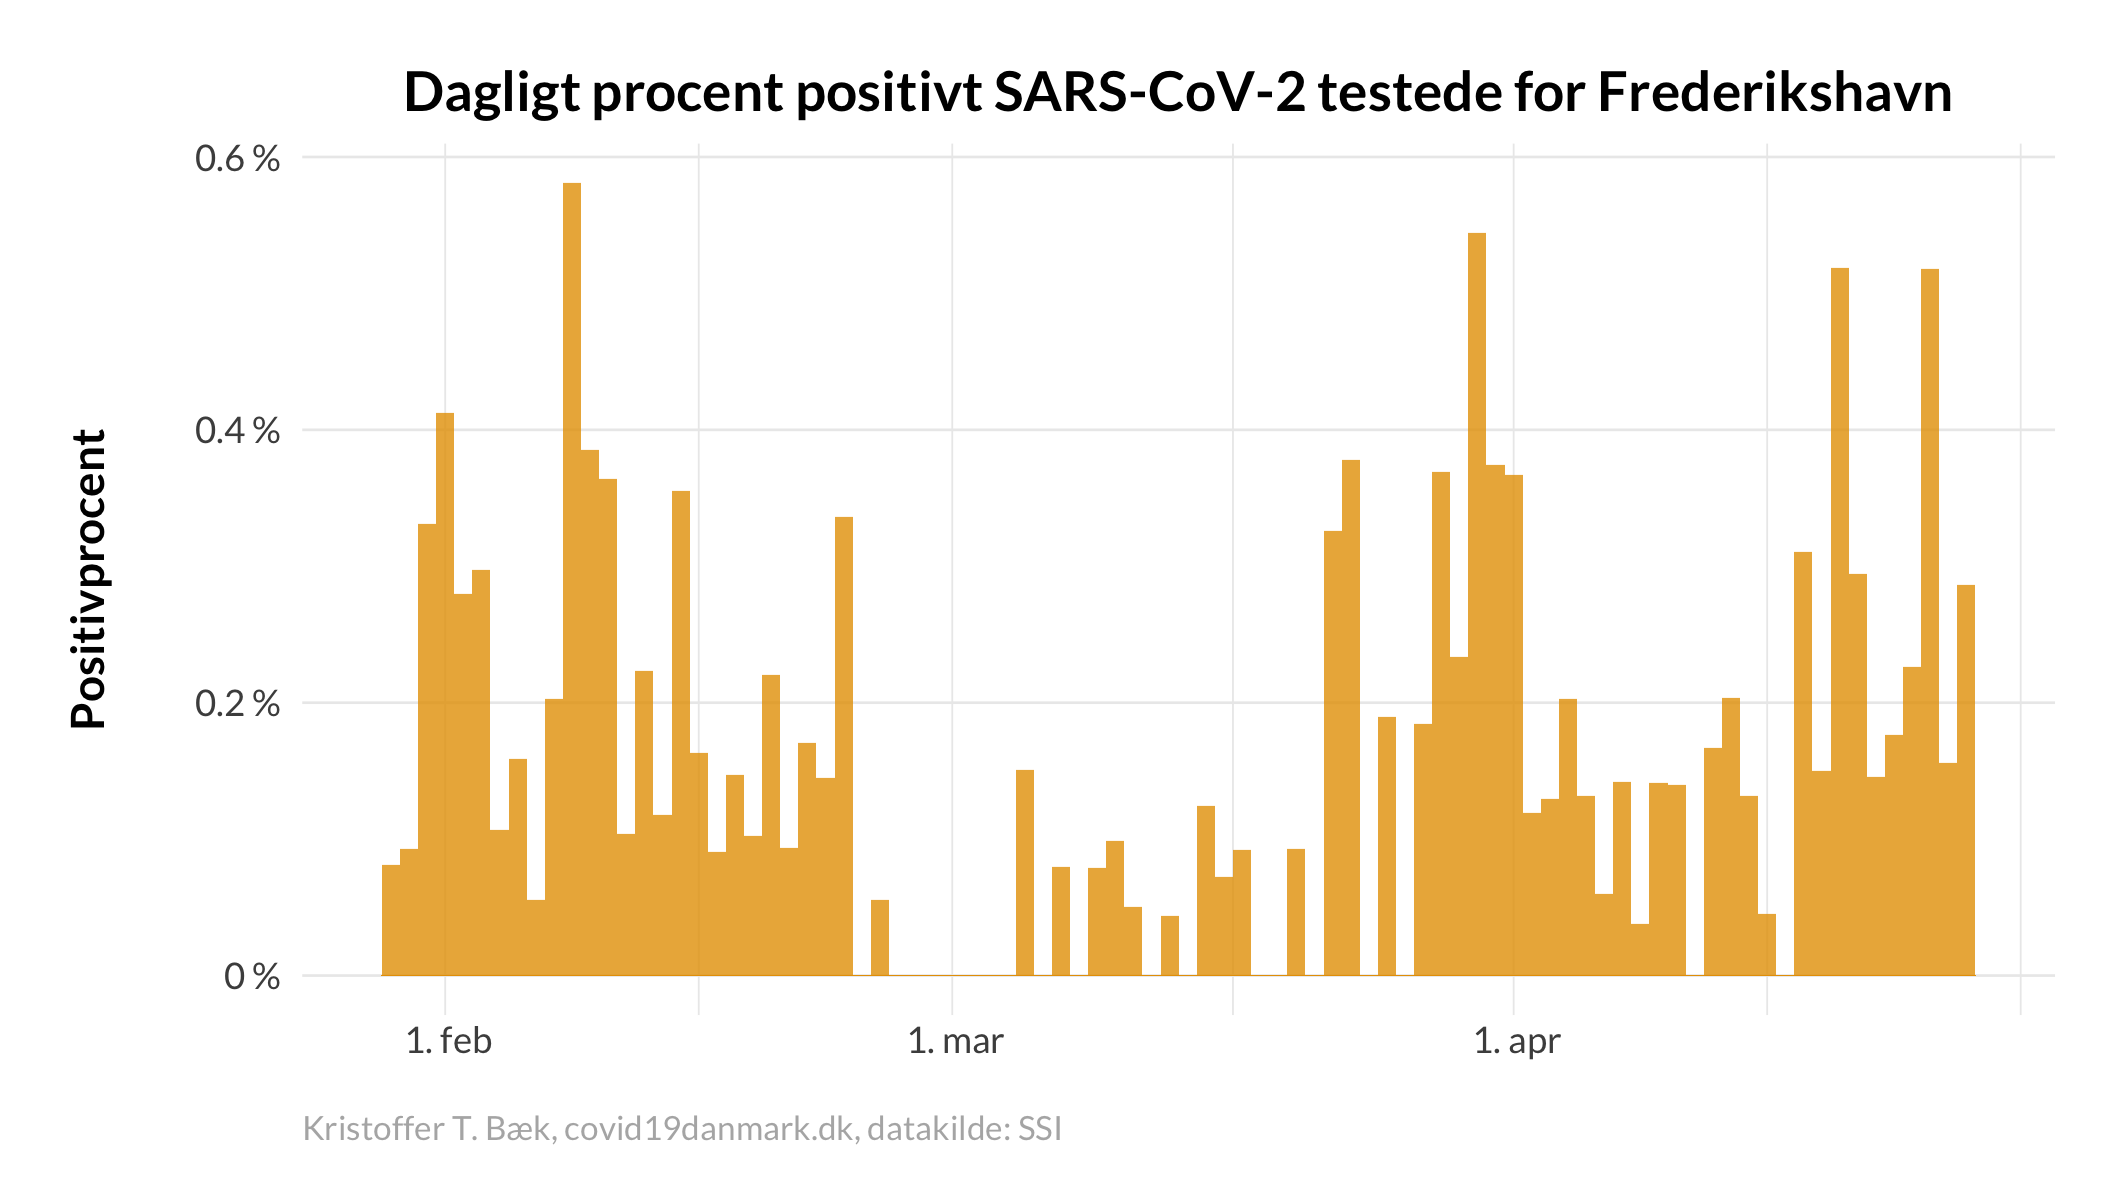 Dagligt procent positivt SARS-CoV-2 testede for Frederikshavn
Positivprocent
0.6 %
0.4 %
0.2 %
0 %
1. feb
1. mar
1. apr
Kristoffer T. Bæk, covid19danmark.dk, datakilde: SSI